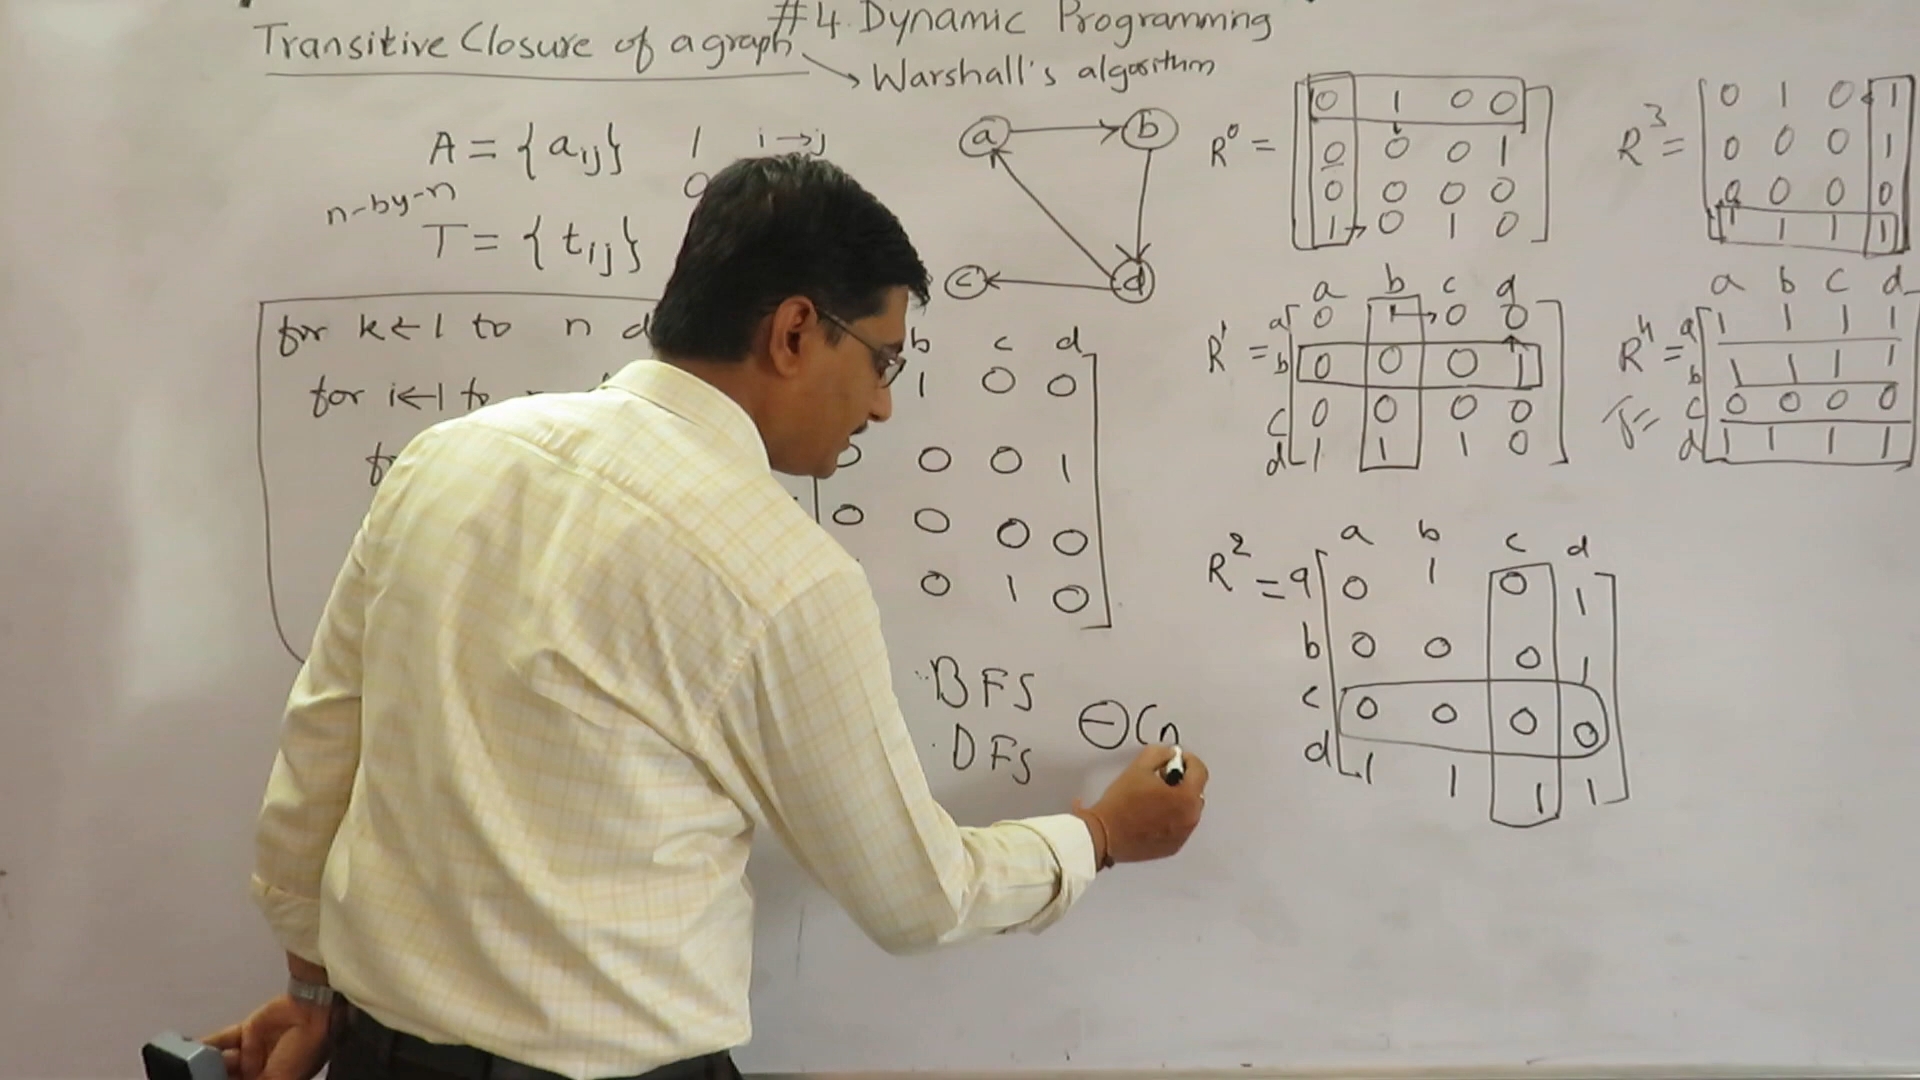 #4. Dynamic Programming
Transitive Closure of a graph
Warshall's algorithm
A = {aij} 1 i → j
0
n-by-n
T = {tij}
for k ← 1 to n d
for i ← 1 to
a b
c d
b c d
1 0 0
0 0 0 1
0 0 0 0
0 1 0
BFS
DFS
Θ(n
R⁰ =
0 1 0 0
0 0 0 1
0 0 0 0
1 0 1 0
R¹ =
a b c d
a 0 1 0 0
b 0 0 0 1
c 0 0 0 0
d 1 1 1 0
R² =
a b c d
a 0 1 0 1
b 0 0 0 1
c 0 0 0 0
d 1 1 1 1
R³ =
0 1 0 1
0 0 0 1
0 0 0 0
1 1 1 1
R⁴ =
T =
a b c d
a 1 1 1 1
b 1 1 1 1
c 0 0 0 0
d 1 1 1 1